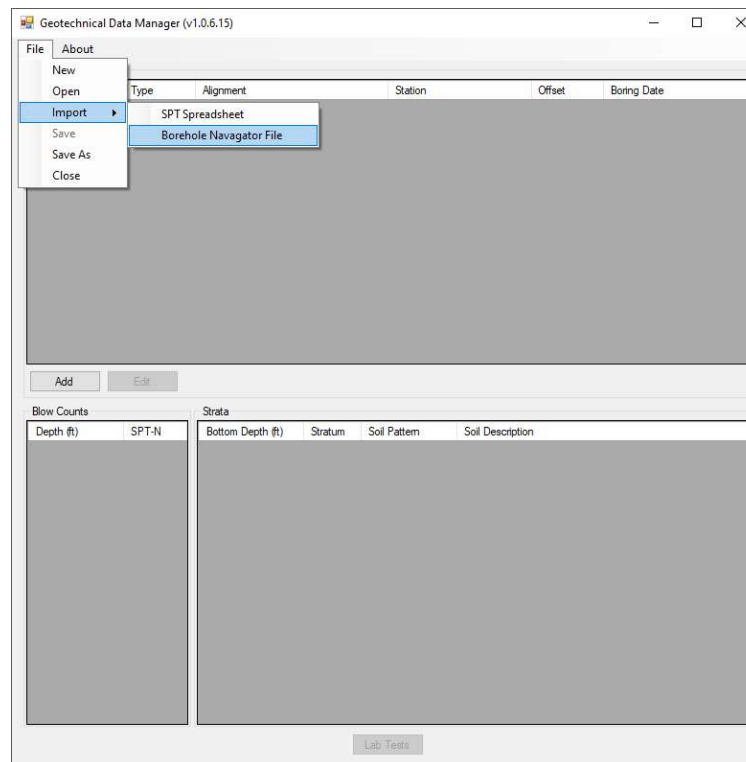 Geotechnical Data Manager (v1.0.6.15)
File About
New
Open
Type Alignment Station Offset Boring Date
Import
SPT Spreadsheet
Save
Borehole Navagator File
Save As
Close
Add Edit
Blow Counts
Strata
Depth (ft) SPT-N
Bottom Depth (ft) Stratum Soil Pattern Soil Description
Lab Tests